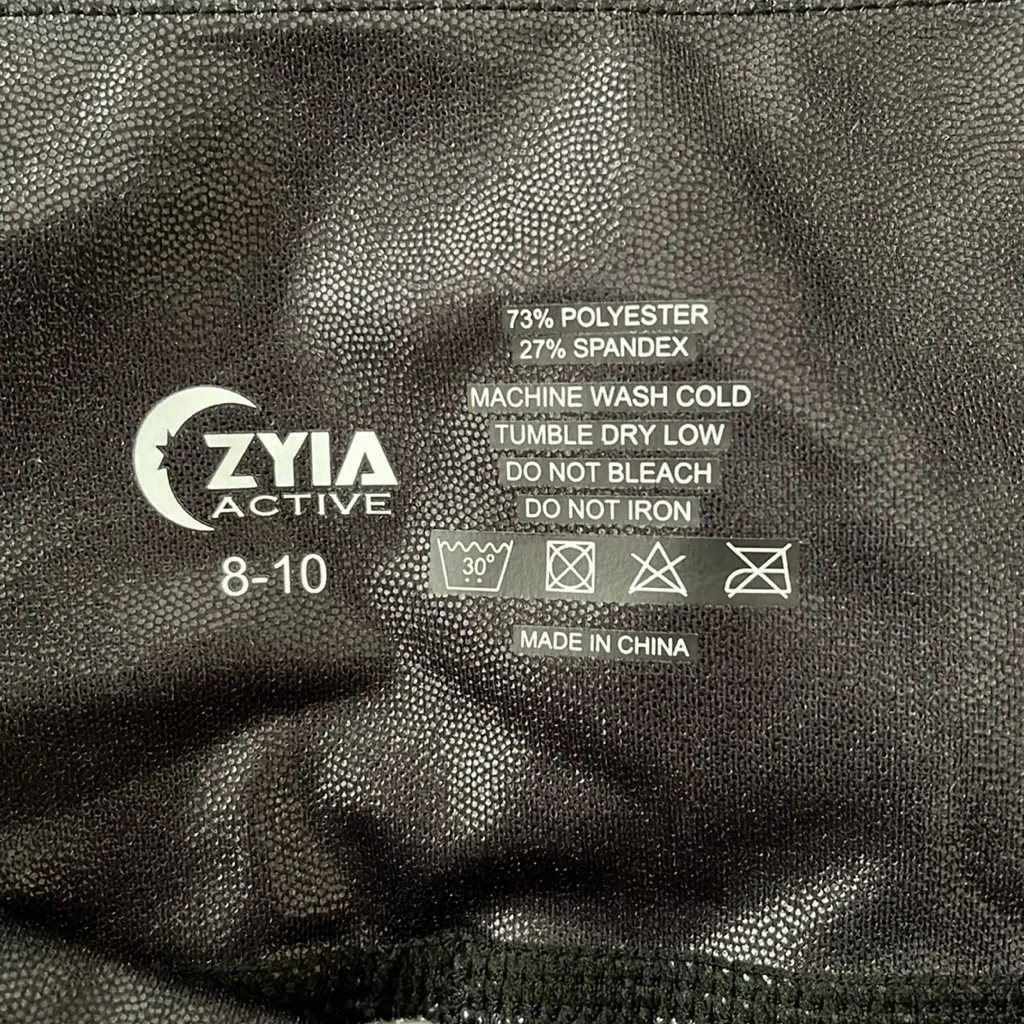 ZYIA
ACTIVE
8-10
73% POLYESTER
27% SPANDEX
MACHINE WASH COLD
TUMBLE DRY LOW
DO NOT BLEACH
DO NOT IRON
30°
MADE IN CHINA